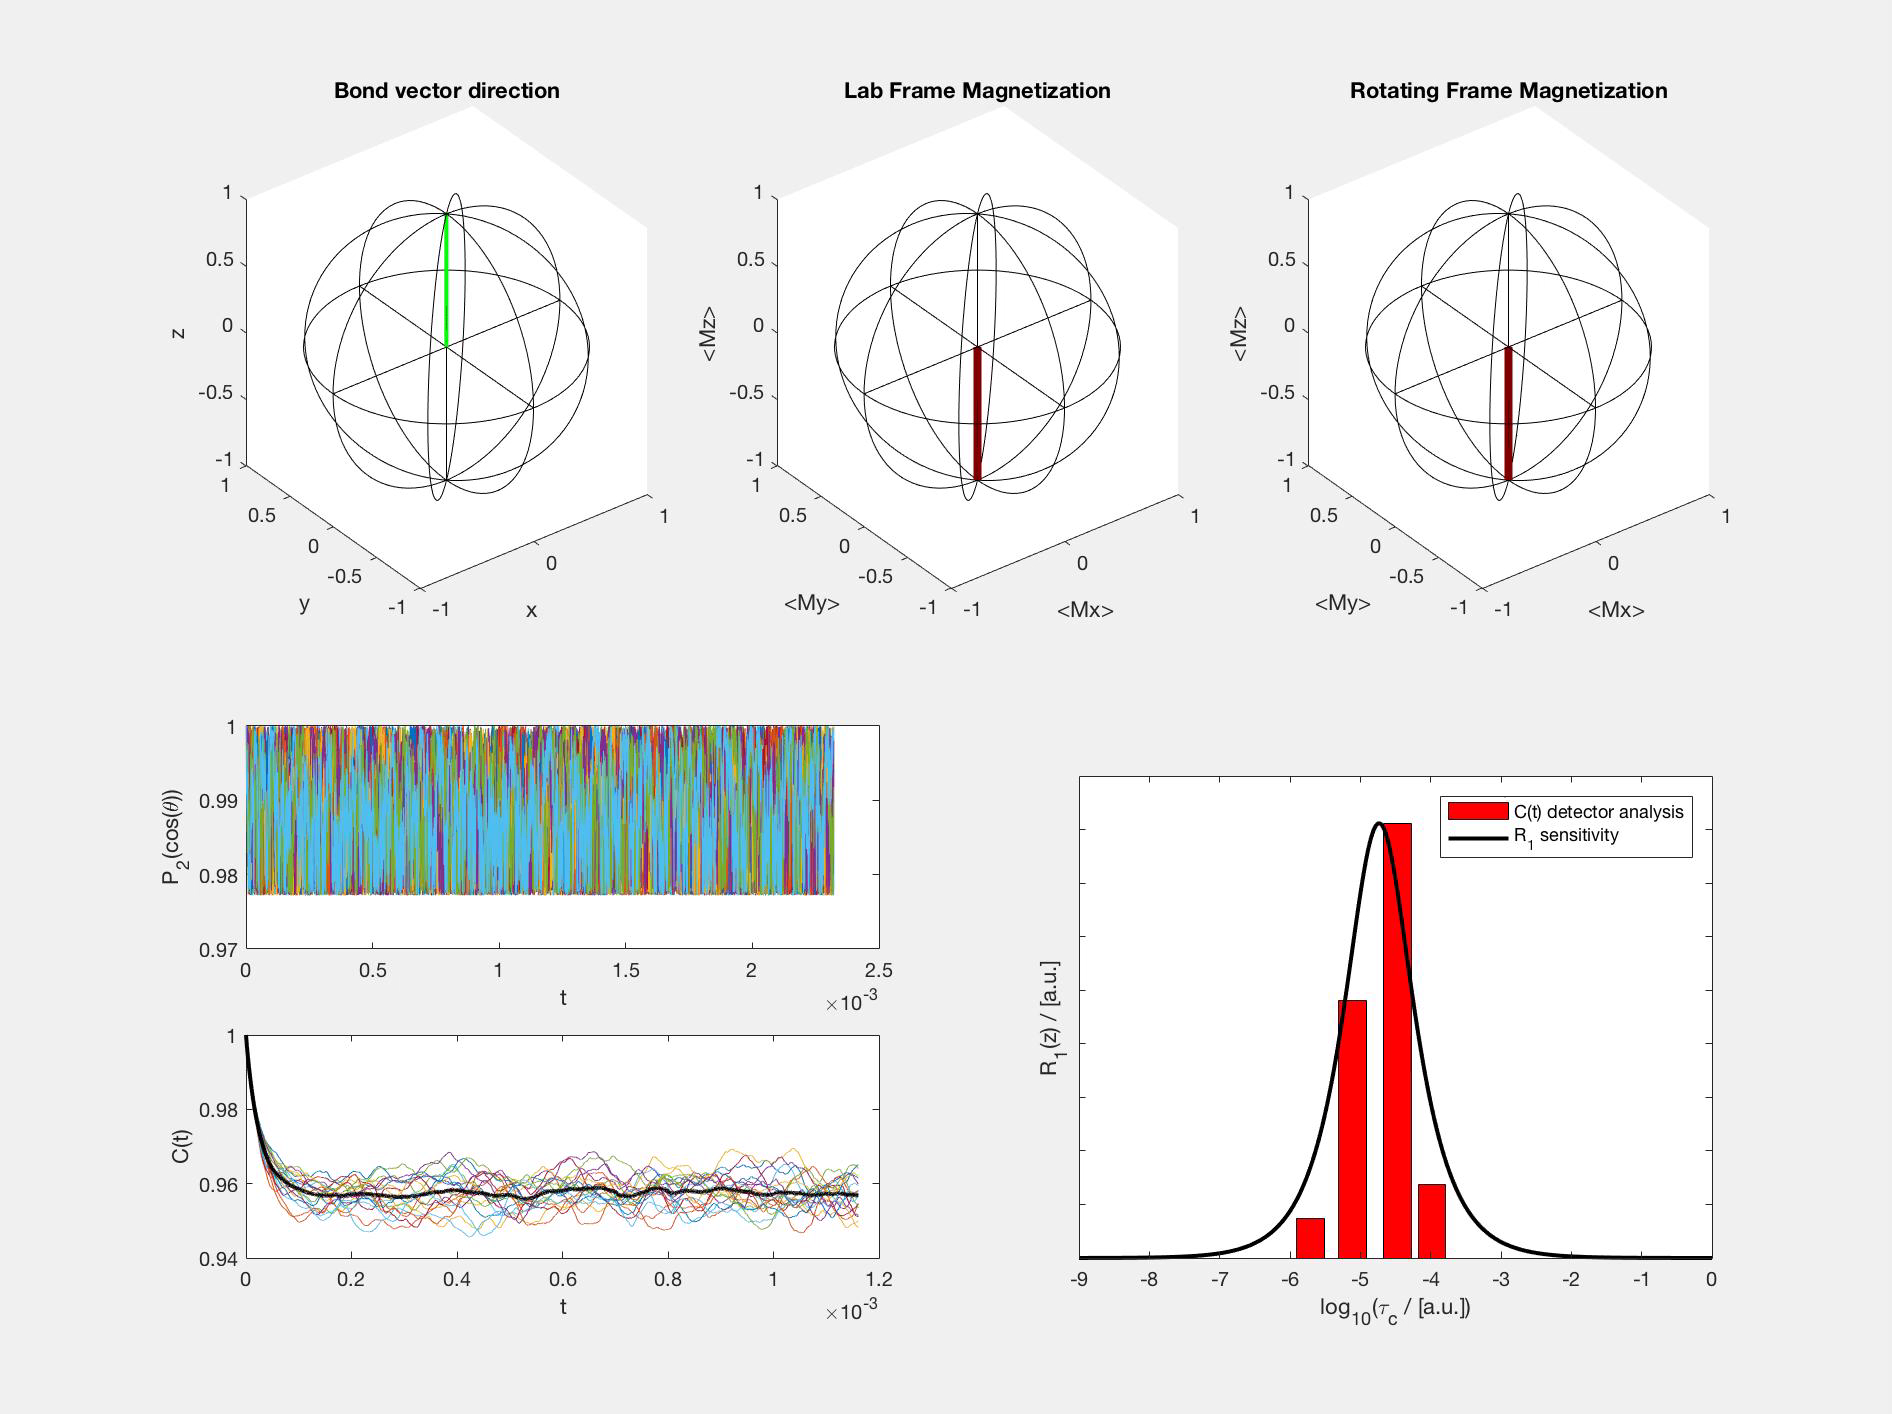 Bond vector direction
1
0.5
0
-0.5
-1
z
1
0.5
0
-0.5
-1
y
-1
0
1
x
Lab Frame Magnetization
1
0.5
0
-0.5
-1
<Mz>
1
0.5
0
-0.5
-1
<My>
-1
0
1
<Mx>
Rotating Frame Magnetization
1
0.5
0
-0.5
-1
<Mz>
1
0.5
0
-0.5
-1
<My>
-1
0
1
<Mx>
1
0.99
0.98
0.97
P2(cos(θ))
0 0.5 1 1.5 2 2.5
×10-3
t
1
0.98
0.96
0.94
C(t)
0 0.2 0.4 0.6 0.8 1 1.2
×10-3
t
C(t) detector analysis
R1 sensitivity
R1(z) / [a.u.]
-9 -8 -7 -6 -5 -4 -3 -2 -1 0
log10(τc / [a.u.])